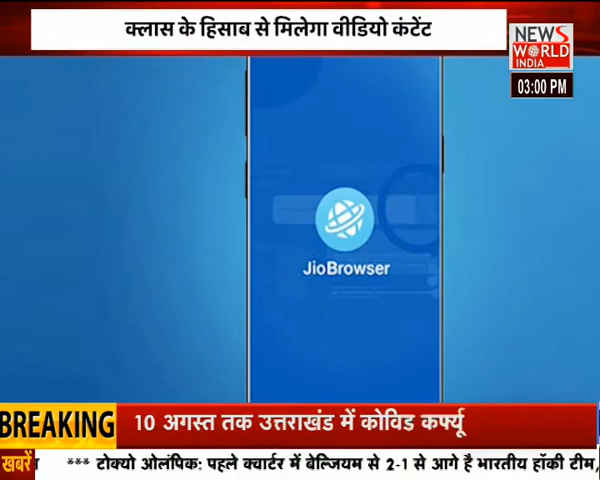 क्लास के हिसाब से मिलेगा वीडियो कंटेंट
NEWS
WORLD
INDIA
03:00 PM
JioBrowser
BREAKING
10 अगस्त तक उत्तराखंड में कोविड कर्फ्यू
खबरें
*** टोक्यो ओलंपिक: पहले क्वार्टर में बेल्जियम से 2-1 से आगे है भारतीय हॉकी टीम,